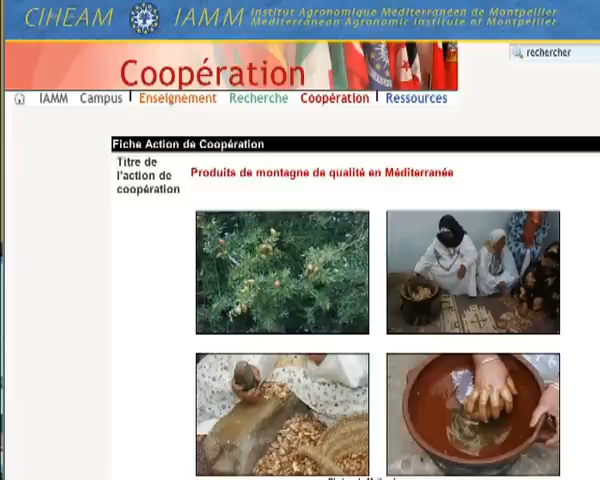 CIHEAM IAMM Institut Agronomique Méditerranéen de Montpellier
Mediterranean Agronomic Institute of Montpellier
rechercher
Coopération
IAMM Campus Enseignement Recherche Coopération Ressources
Fiche Action de Coopération
Titre de l'action de coopération
Produits de montagne de qualité en Méditerranée